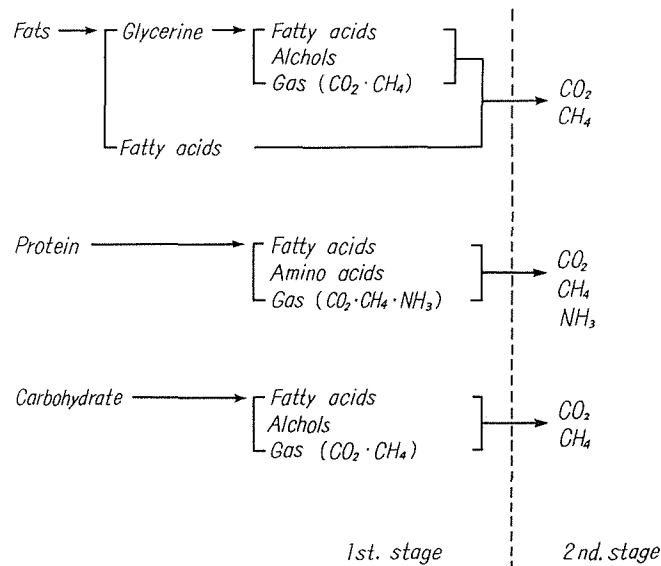 Fats Glycerine Fatty acids
Alchols
Gas (CO₂·CH₄)
CO₂
CH₄
Fatty acids
Protein Fatty acids
Amino acids
Gas (CO₂·CH₄·NH₃)
CO₂
CH₄
NH₃
Carbohydrate Fatty acids
Alchols
Gas (CO₂·CH₄)
CO₂
CH₄
1st. stage 2nd. stage